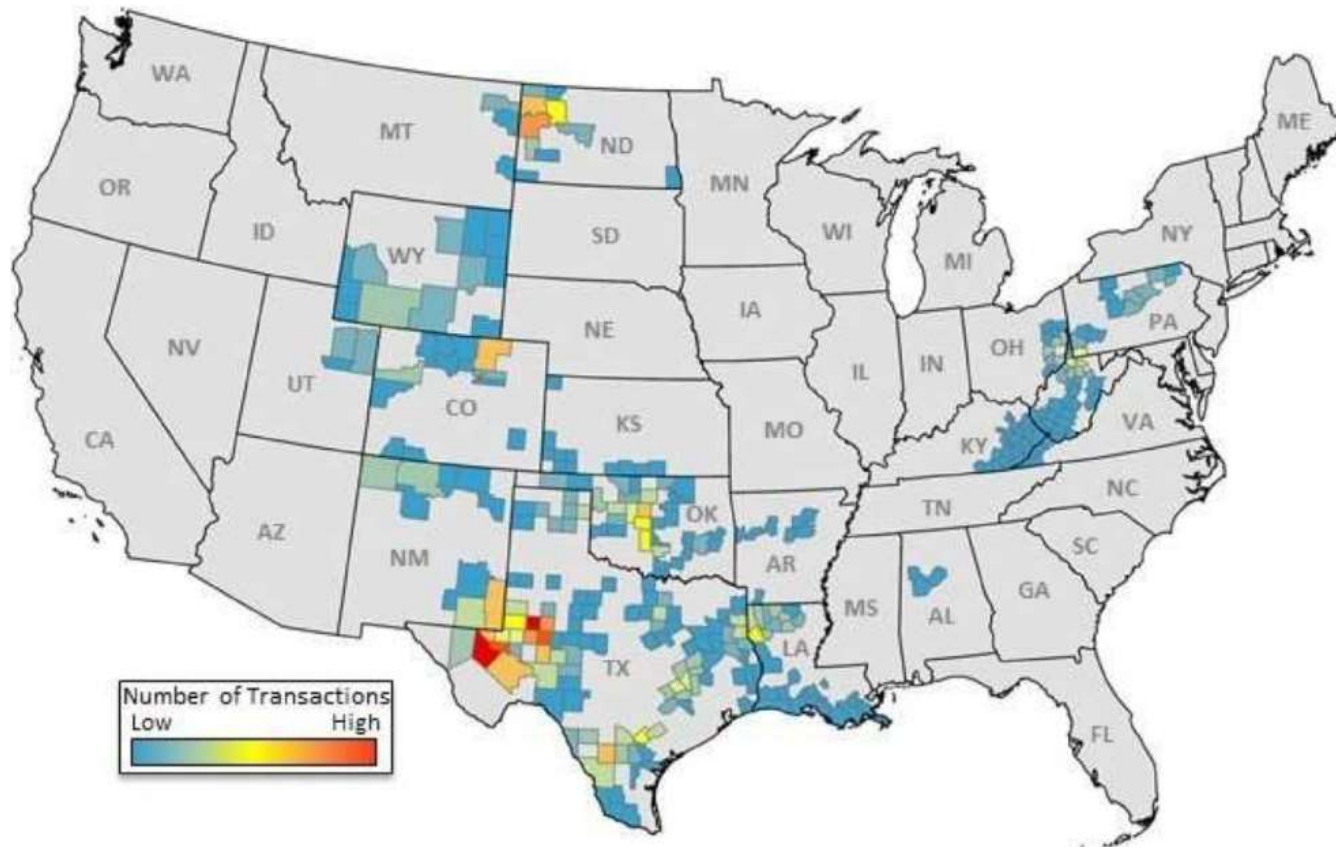 WA
MT
ND
ME
OR
MN
ID
SD
WI
NY
WY
MI
IA
PA
NE
NV
OH
UT
IL
IN
CO
CA
KS
MO
KY
VA
NC
TN
OK
AZ
NM
AR
SC
MS
AL
GA
TX
LA
FL
Number of Transactions
Low High